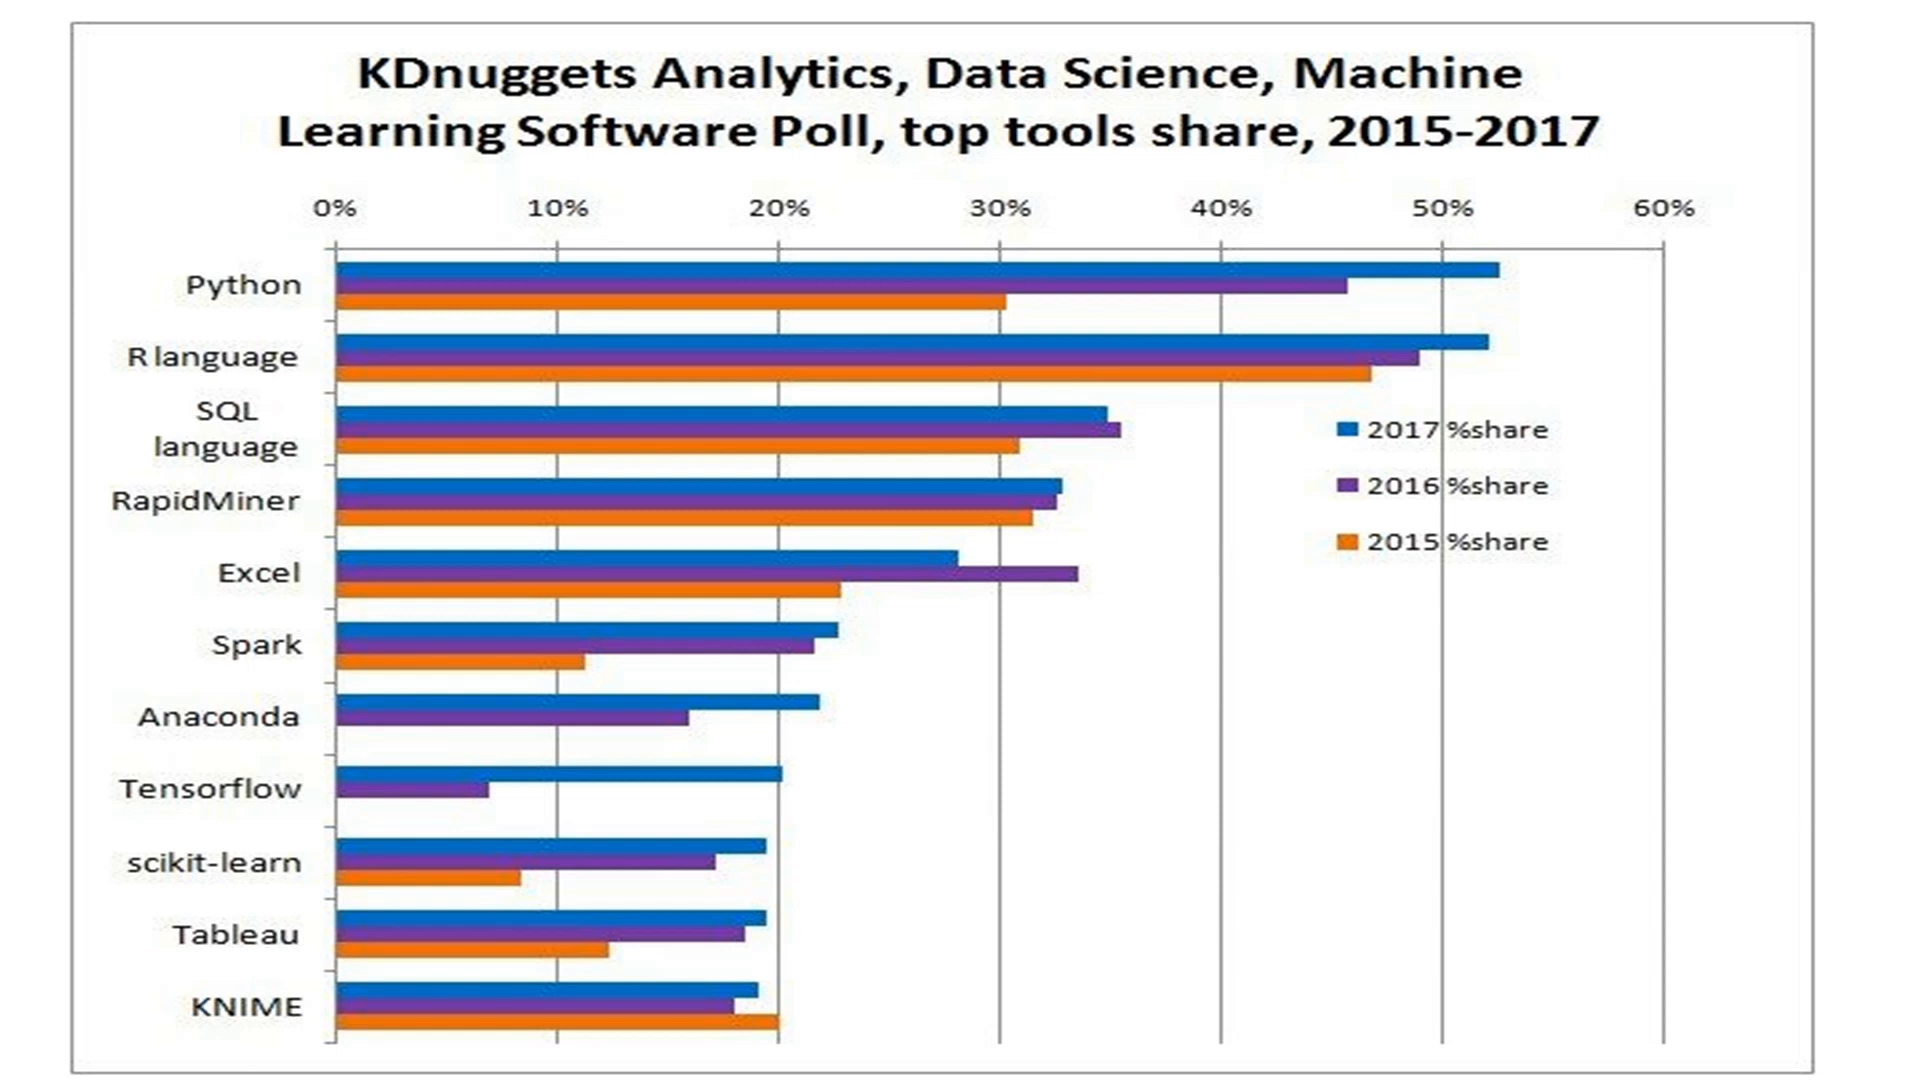 KDnuggets Analytics, Data Science, Machine
Learning Software Poll, top tools share, 2015-2017
0% 10% 20% 30% 40% 50% 60%
Python
R language
SQL
language
RapidMiner
Excel
Spark
Anaconda
Tensorflow
scikit-learn
Tableau
KNIME
2017 %share
2016 %share
2015 %share